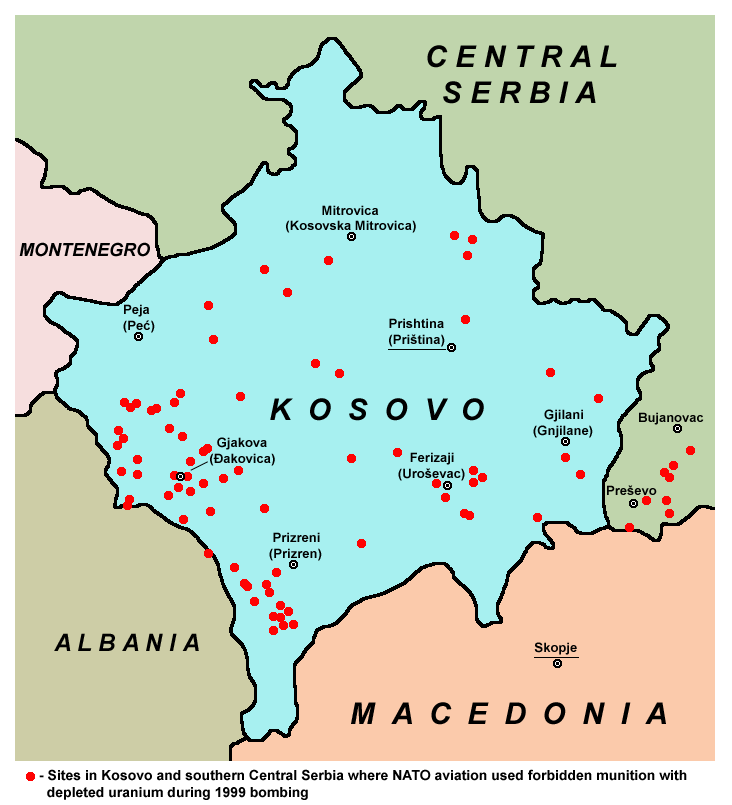 CENTRAL
SERBIA
Mitrovica
(Kosovska Mitrovica)
MONTENEGRO
Peja
(Peć)
Prishtina
(Priština)
KOSOVO
Gjilani
(Gnjilane)
Bujanovac
Gjakova
(Đakovica)
Ferizaji
(Uroševac)
Preševo
Prizreni
(Prizren)
ALBANIA
Skopje
MACEDONIA
- Sites in Kosovo and southern Central Serbia where NATO aviation used forbidden munition with
depleted uranium during 1999 bombing